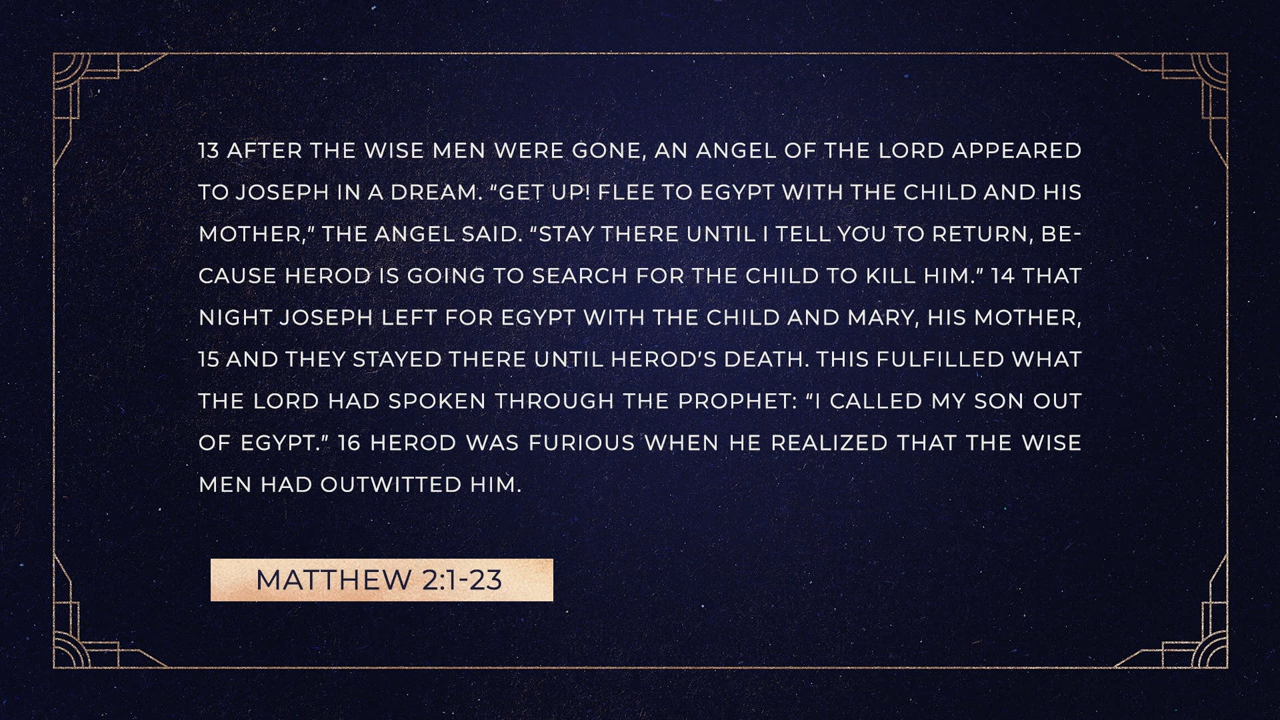 13 AFTER THE WISE MEN WERE GONE, AN ANGEL OF THE LORD APPEARED
TO JOSEPH IN A DREAM. “GET UP! FLEE TO EGYPT WITH THE CHILD AND HIS
MOTHER,” THE ANGEL SAID. “STAY THERE UNTIL I TELL YOU TO RETURN, BE-
CAUSE HEROD IS GOING TO SEARCH FOR THE CHILD TO KILL HIM.” 14 THAT
NIGHT JOSEPH LEFT FOR EGYPT WITH THE CHILD AND MARY, HIS MOTHER,
15 AND THEY STAYED THERE UNTIL HEROD’S DEATH. THIS FULFILLED WHAT
THE LORD HAD SPOKEN THROUGH THE PROPHET: “I CALLED MY SON OUT
OF EGYPT.” 16 HEROD WAS FURIOUS WHEN HE REALIZED THAT THE WISE
MEN HAD OUTWITTED HIM.
MATTHEW 2:1-23